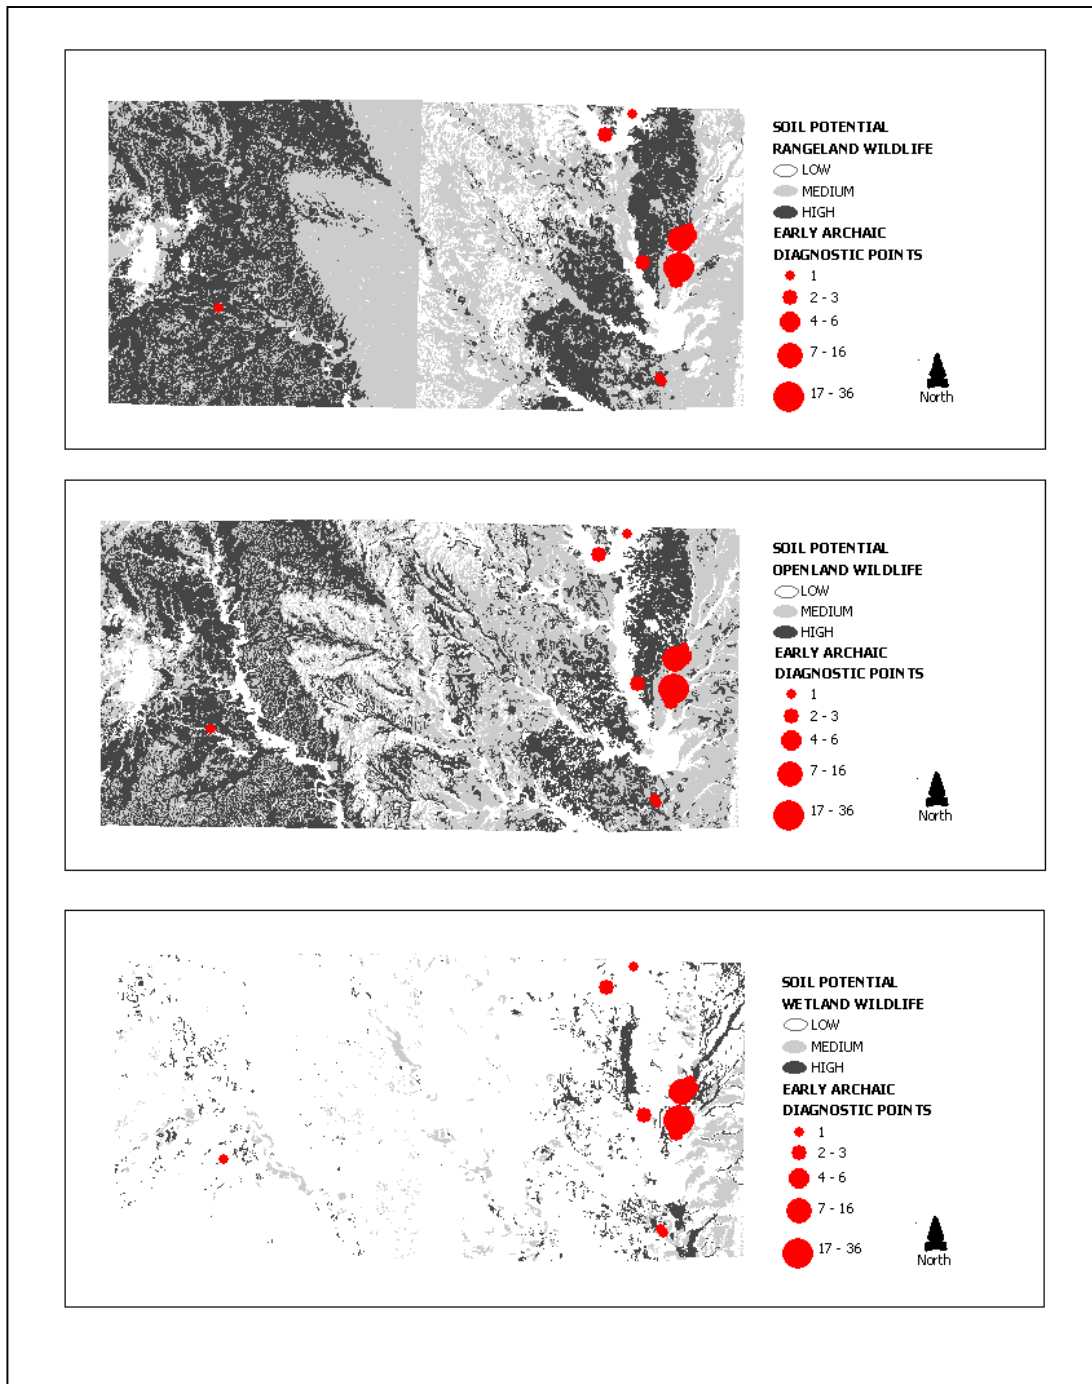 SOIL POTENTIAL
RANGELAND WILDLIFE
LOW
MEDIUM
HIGH
EARLY ARCHAIC
DIAGNOSTIC POINTS
1
2 - 3
4 - 6
7 - 16
17 - 36
North
SOIL POTENTIAL
OPENLAND WILDLIFE
LOW
MEDIUM
HIGH
EARLY ARCHAIC
DIAGNOSTIC POINTS
1
2 - 3
4 - 6
7 - 16
17 - 36
North
SOIL POTENTIAL
WETLAND WILDLIFE
LOW
MEDIUM
HIGH
EARLY ARCHAIC
DIAGNOSTIC POINTS
1
2 - 3
4 - 6
7 - 16
17 - 36
North